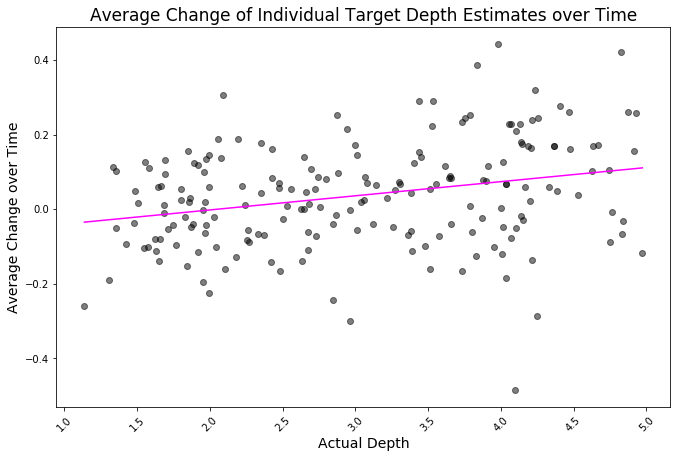 Average Change of Individual Target Depth Estimates over Time
Average Change over Time
0.4
0.2
0.0
−0.2
−0.4
1.0 1.5 2.0 2.5 3.0 3.5 4.0 4.5 5.0
Actual Depth